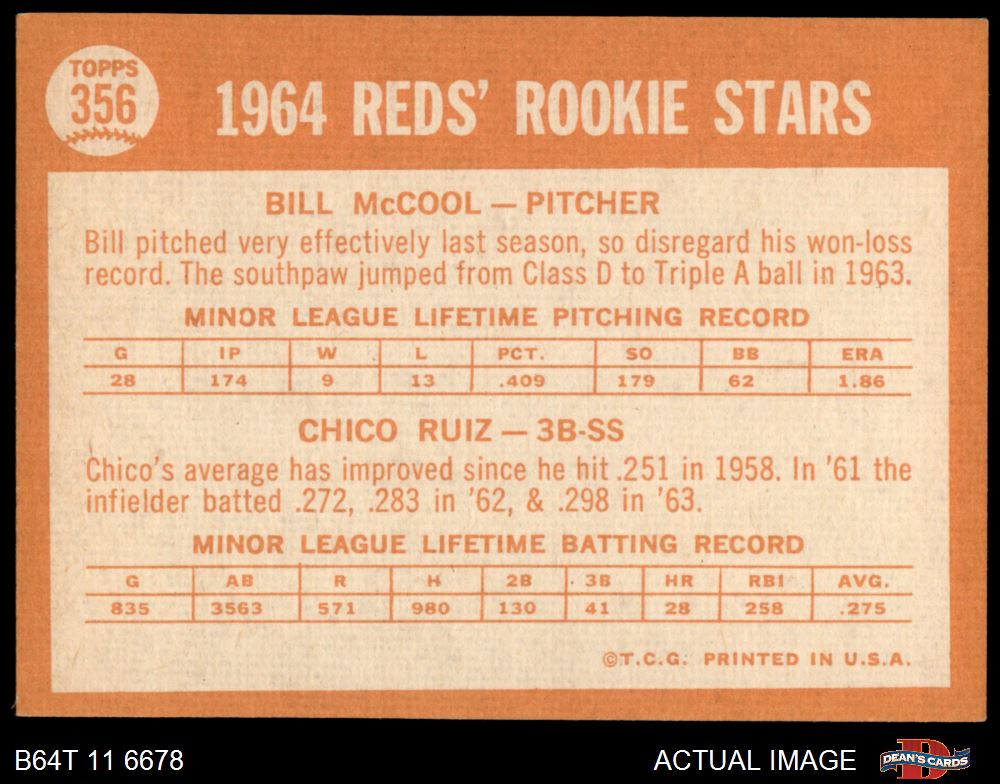 TOPPS
356
1964 REDS' ROOKIE STARS
BILL McCOOL — PITCHER
Bill pitched very effectively last season, so disregard his won-loss
record. The southpaw jumped from Class D to Triple A ball in 1963.
MINOR LEAGUE LIFETIME PITCHING RECORD
G IP W L PCT. SO BB ERA
28 174 9 13 .409 179 62 1.86
CHICO RUIZ — 3B-SS
Chico's average has improved since he hit .251 in 1958. In '61 the
infielder batted .272, .283 in '62, & .298 in '63.
MINOR LEAGUE LIFETIME BATTING RECORD
G AB R H 2B 3B HR RBI AVG.
835 3563 571 980 130 41 28 258 .275
©T.C.G. PRINTED IN U.S.A.
B64T 11 6678 ACTUAL IMAGE DEAN'S CARDS